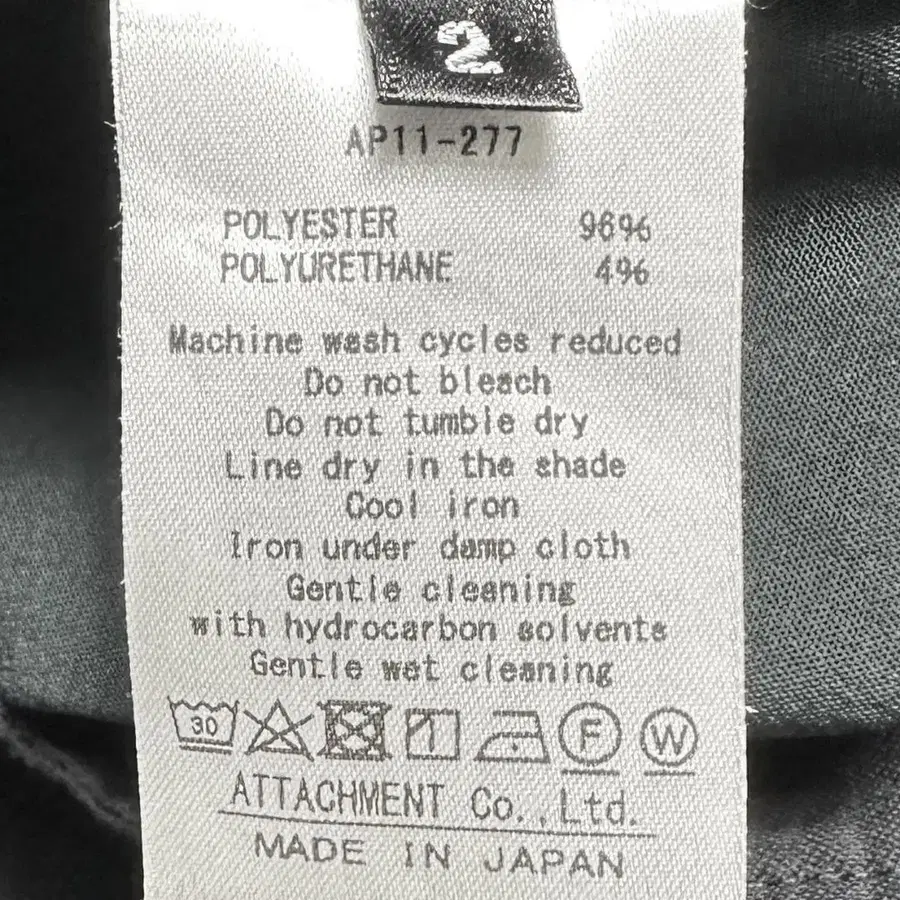 2
AP11-277
POLYESTER 96%
POLYURETHANE 4%
Machine wash cycles reduced
Do not bleach
Do not tumble dry
Line dry in the shade
Cool iron
Iron under damp cloth
Gentle cleaning
with hydrocarbon solvents
Gentle wet cleaning
30 F W
ATTACHMENT Co.,Ltd.
MADE IN JAPAN